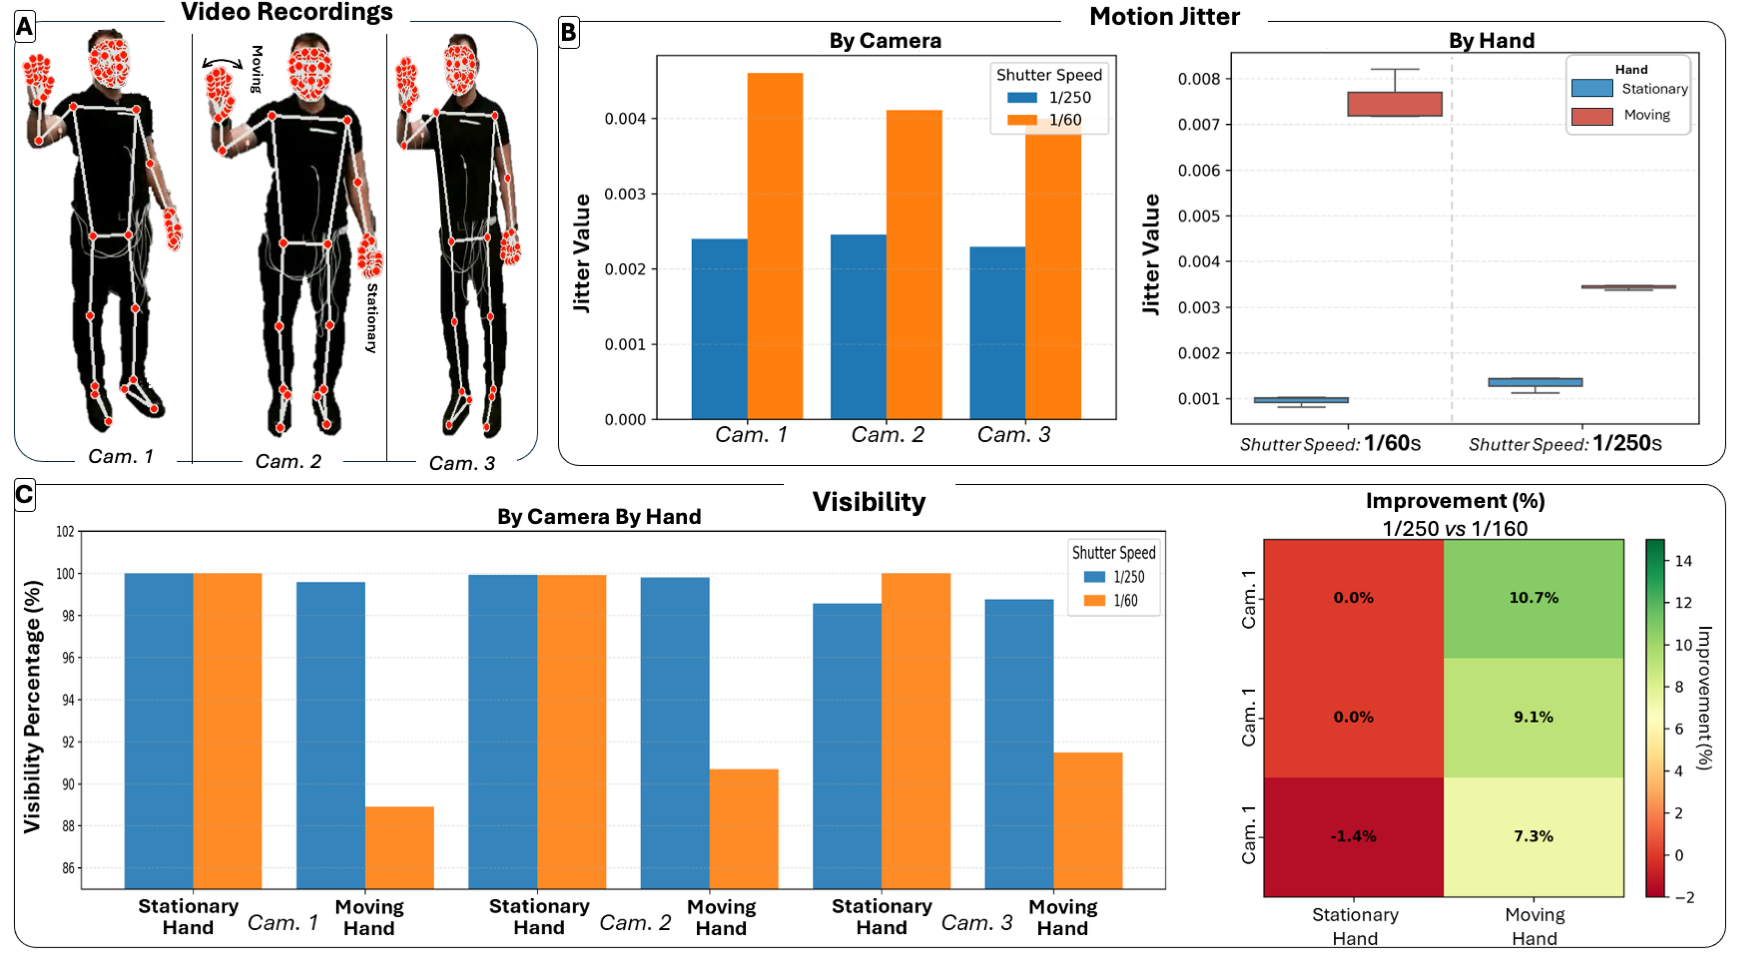 A
Video Recordings
Moving
Stationary
Cam. 1
Cam. 2
Cam. 3
B
Motion Jitter
By Camera
Jitter Value
0.004
0.003
0.002
0.001
0.000
Shutter Speed
1/250
1/60
Cam. 1
Cam. 2
Cam. 3
By Hand
Jitter Value
0.008
0.007
0.006
0.005
0.004
0.003
0.002
0.001
Hand
Stationary
Moving
Shutter Speed: 1/60s
Shutter Speed: 1/250s
C
Visibility
By Camera By Hand
Visibility Percentage (%)
102
100
98
96
94
92
90
88
86
Shutter Speed
1/250
1/60
Stationary Hand
Cam. 1
Moving Hand
Stationary Hand
Cam. 2
Moving Hand
Stationary Hand
Cam. 3
Moving Hand
Improvement (%)
1/250 vs 1/160
Cam. 1
0.0%
10.7%
Cam. 1
0.0%
9.1%
Cam. 1
-1.4%
7.3%
Stationary Hand
Moving Hand
14
12
10
8
6
4
2
0
−2
Improvement (%)